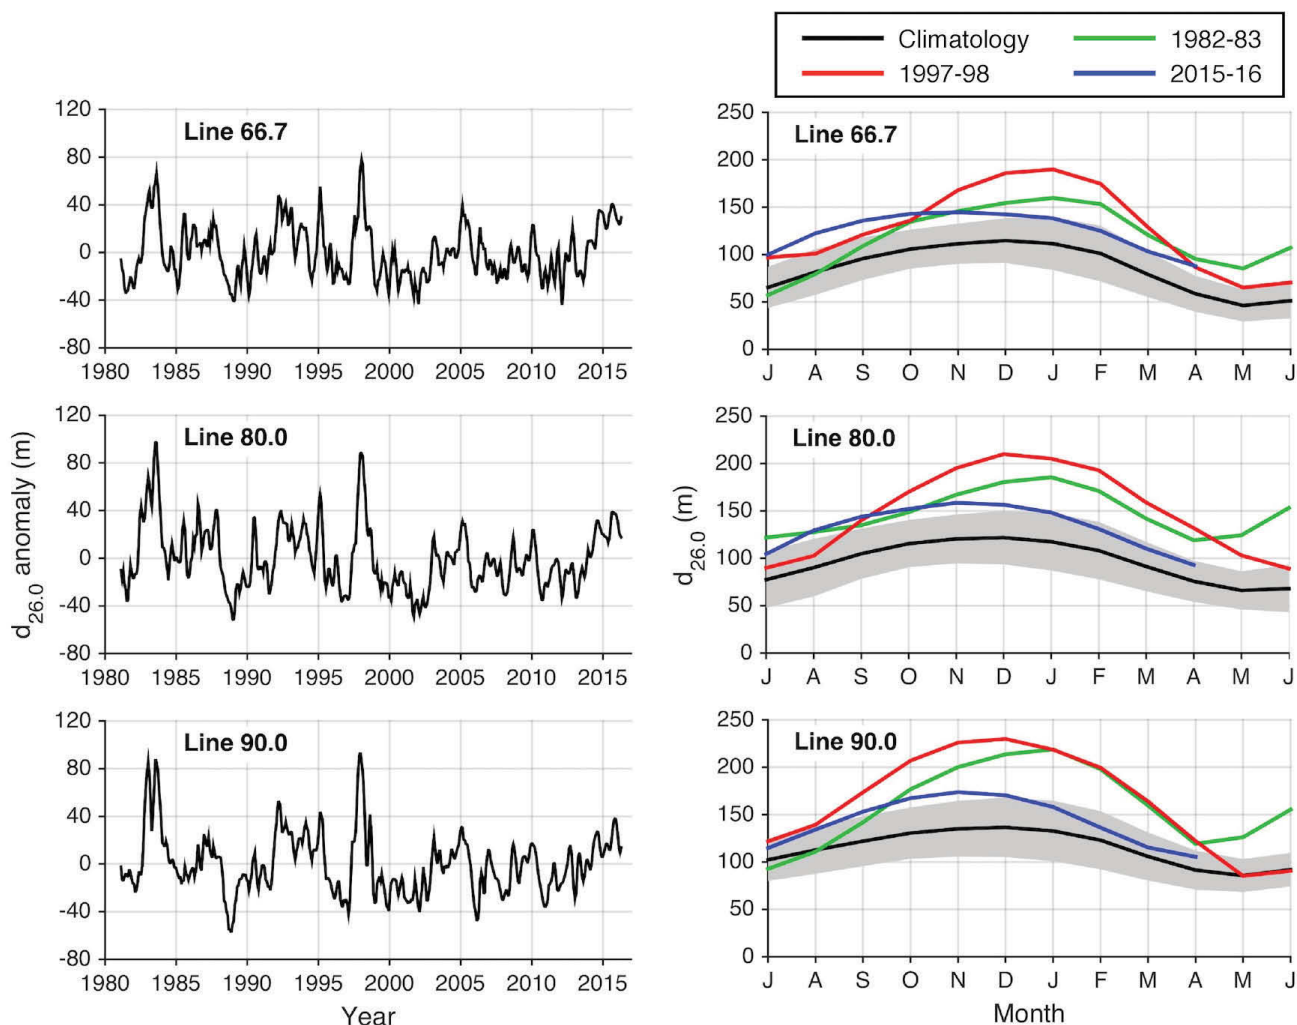 Climatology
1982-83
1997-98
2015-16
d26.0 anomaly (m)
Line 66.7
120
80
40
0
-40
-80
1980 1985 1990 1995 2000 2005 2010 2015
Line 80.0
120
80
40
0
-40
-80
1980 1985 1990 1995 2000 2005 2010 2015
Line 90.0
120
80
40
0
-40
-80
1980 1985 1990 1995 2000 2005 2010 2015
Year
d26.0 (m)
Line 66.7
250
200
150
100
50
0
J A S O N D J F M A M J
Line 80.0
250
200
150
100
50
0
J A S O N D J F M A M J
Line 90.0
250
200
150
100
50
0
J A S O N D J F M A M J
Month